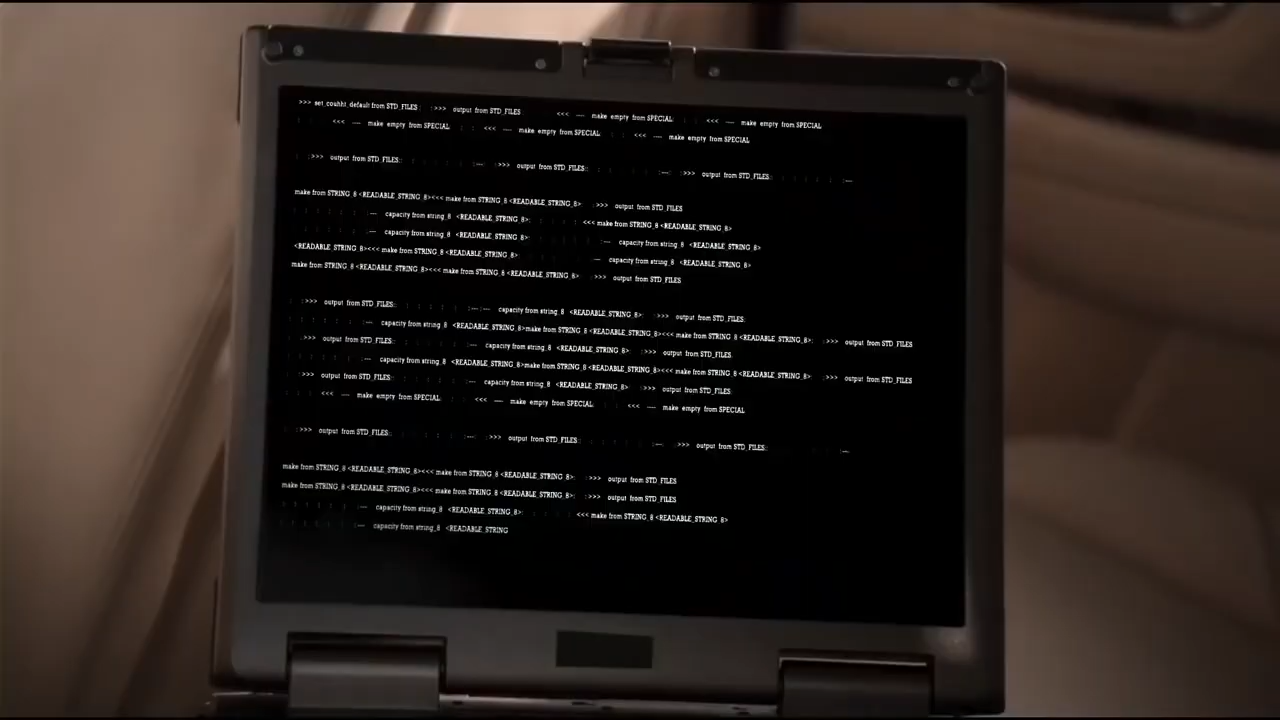 >>> set_couhht_default from STD_FILES : :>>> output from STD_FILES <<< ---- make empty from SPECIAL : : <<< ---- make empty from SPECIAL
: : <<< ---- make empty from SPECIAL : : <<< ---- make empty from SPECIAL : : <<< ---- make empty from SPECIAL
: :>>> output from STD_FILES:: : : : : : :--- :>>> output from STD_FILES:: : : : : : :--- :>>> output from STD_FILES:: : : : : : :---
make from STRING_8 <READABLE_STRING_8><<< make from STRING_8 <READABLE_STRING_8>: :>>> output from STD_FILES
: : : : : :--- capacity from string_8 <READABLE_STRING_8>: : : : : <<< make from STRING_8 <READABLE_STRING_8>
: : : : : :--- capacity from string_8 <READABLE_STRING_8>: : : : : :--- capacity from string_8 <READABLE_STRING_8>
<READABLE_STRING_8><<< make from STRING_8 <READABLE_STRING_8> : : : : : :--- capacity from string_8 <READABLE_STRING_8>
make from STRING_8 <READABLE_STRING_8><<< make from STRING_8 <READABLE_STRING_8> :>>> output from STD_FILES
: :>>> output from STD_FILES:: : : : : : :---:--- capacity from string_8 <READABLE_STRING_8>: :>>> output from STD_FILES:
: : : : : :--- capacity from string_8 <READABLE_STRING_8>make from STRING_8 <READABLE_STRING_8><<< make from STRING_8 <READABLE_STRING_8>: :>>> output from STD_FILES
: :>>> output from STD_FILES:: : : : : : :--- capacity from string_8 <READABLE_STRING_8>: :>>> output from STD_FILES:
: : : : : :--- capacity from string_8 <READABLE_STRING_8>make from STRING_8 <READABLE_STRING_8><<< make from STRING_8 <READABLE_STRING_8>: :>>> output from STD_FILES
: :>>> output from STD_FILES:: : : : : : :--- capacity from string_8 <READABLE_STRING_8> :>>> output from STD_FILES:
: : : <<< ---- make empty from SPECIAL : : <<< ---- make empty from SPECIAL : : <<< ---- make empty from SPECIAL
: :>>> output from STD_FILES:: : : : : : :--- :>>> output from STD_FILES:: : : : : : :--- :>>> output from STD_FILES:: :---
make from STRING_8 <READABLE_STRING_8><<< make from STRING_8 <READABLE_STRING_8>: :>>> output from STD_FILES
make from STRING_8 <READABLE_STRING_8><<< make from STRING_8 <READABLE_STRING_8>: :>>> output from STD_FILES
: : : : : :--- capacity from string_8 <READABLE_STRING_8>: : : : : <<< make from STRING_8 <READABLE_STRING_8>
: : : : : :--- capacity from string_8 <READABLE_STRING